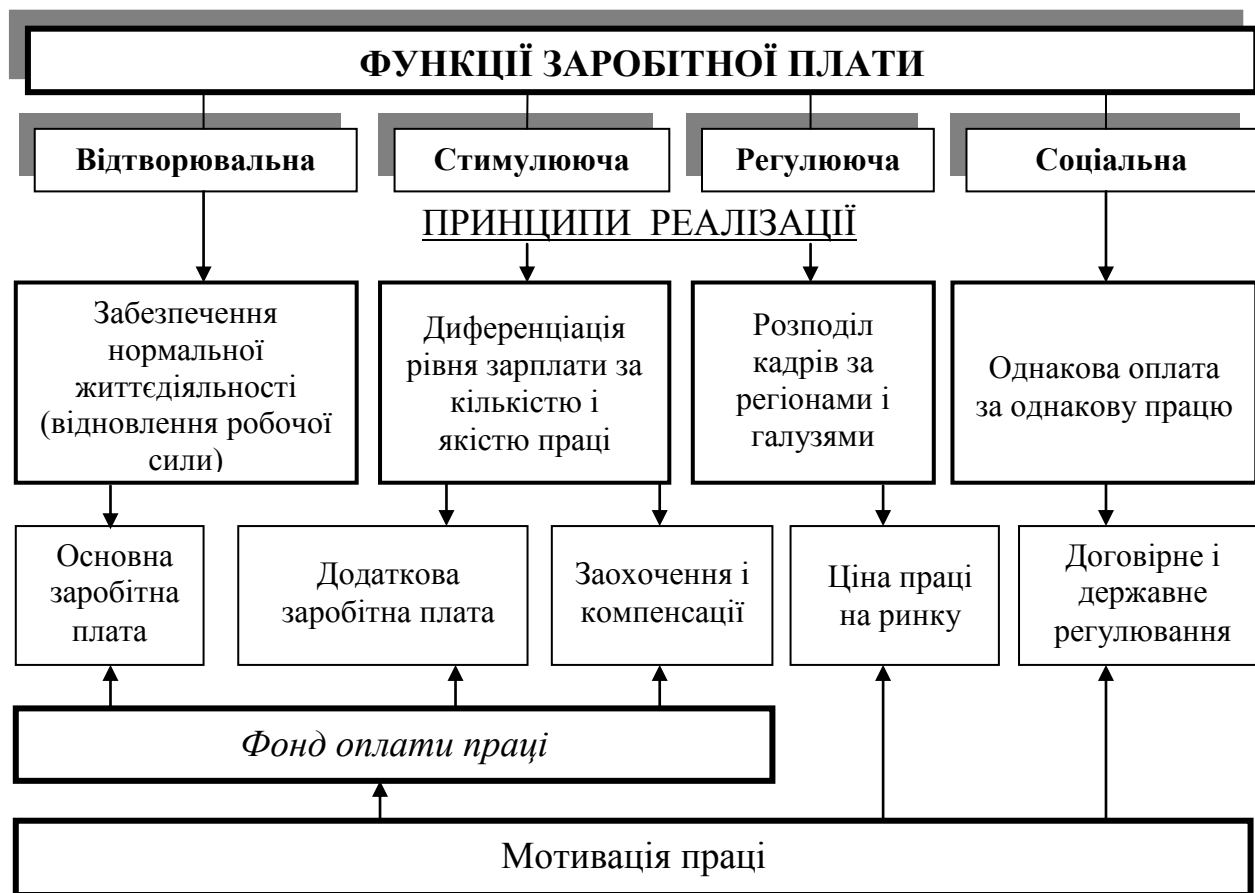 ФУНКЦІЇ ЗАРОБІТНОЇ ПЛАТИ
Відтворювальна
Стимулююча
Регулююча
Соціальна
ПРИНЦИПИ РЕАЛІЗАЦІЇ
Забезпечення
нормальної
життєдіяльності
(відновлення робочої
сили)
Диференціація
рівня зарплати за
кількістю і
якістю праці
Розподіл
кадрів за
регіонами і
галузями
Однакова оплата
за однакову працю
Основна
заробітна
плата
Додаткова
заробітна плата
Заохочення і
компенсації
Ціна праці
на ринку
Договірне і
державне
регулювання
Фонд оплати праці
Мотивація праці